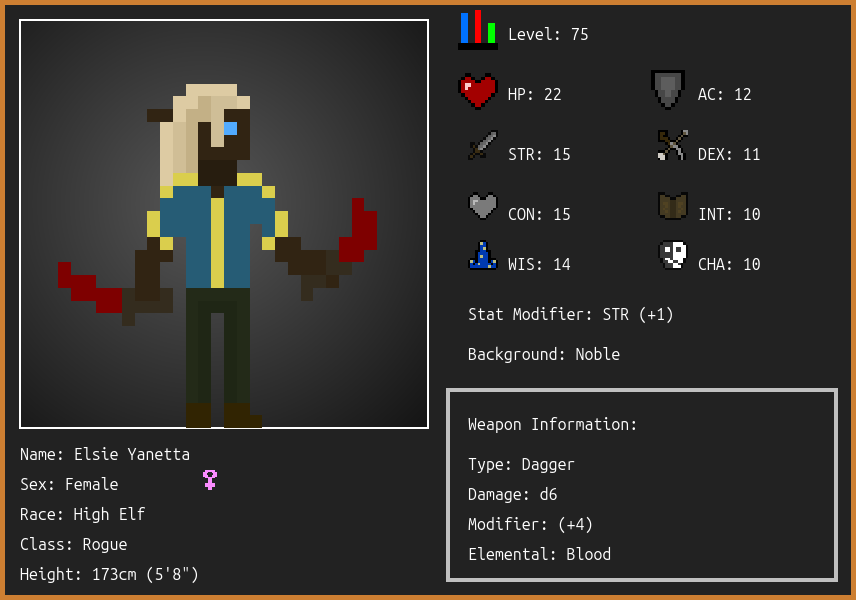 Level: 75
HP: 22
AC: 12
STR: 15
DEX: 11
CON: 15
INT: 10
WIS: 14
CHA: 10
Stat Modifier: STR (+1)
Background: Noble
Weapon Information:
Type: Dagger
Damage: d6
Modifier: (+4)
Elemental: Blood
Name: Elsie Yanetta
Sex: Female
Race: High Elf
Class: Rogue
Height: 173cm (5'8")